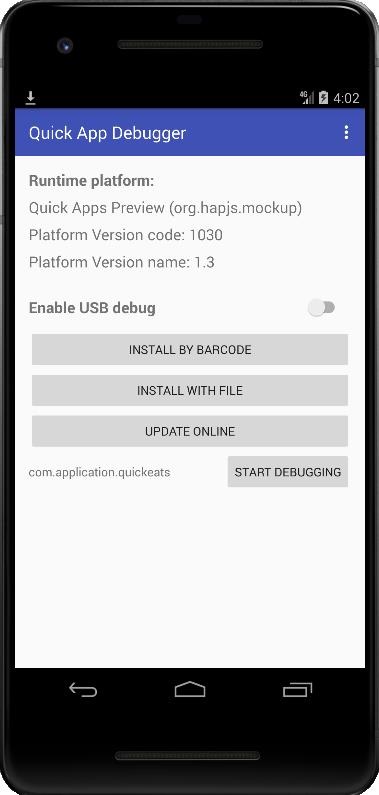 4G 4:02
Quick App Debugger
Runtime platform:
Quick Apps Preview (org.hapjs.mockup)
Platform Version code: 1030
Platform Version name: 1.3
Enable USB debug
INSTALL BY BARCODE
INSTALL WITH FILE
UPDATE ONLINE
com.application.quickeats START DEBUGGING